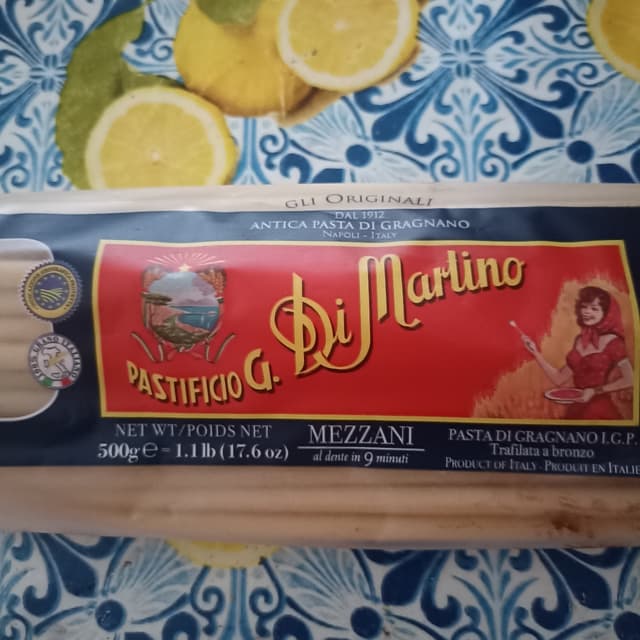 GLI ORIGINALI
DAL 1912
ANTICA PASTA DI GRAGNANO
NAPOLI - ITALY
PASTIFICIO G. Di Martino
NET WT/POIDS NET
500g e = 1.1 lb (17.6 oz)
MEZZANI
al dente in 9 minuti
PASTA DI GRAGNANO I.G.P.
Trafilata a bronzo
PRODUCT OF ITALY - PRODUIT EN ITALIE